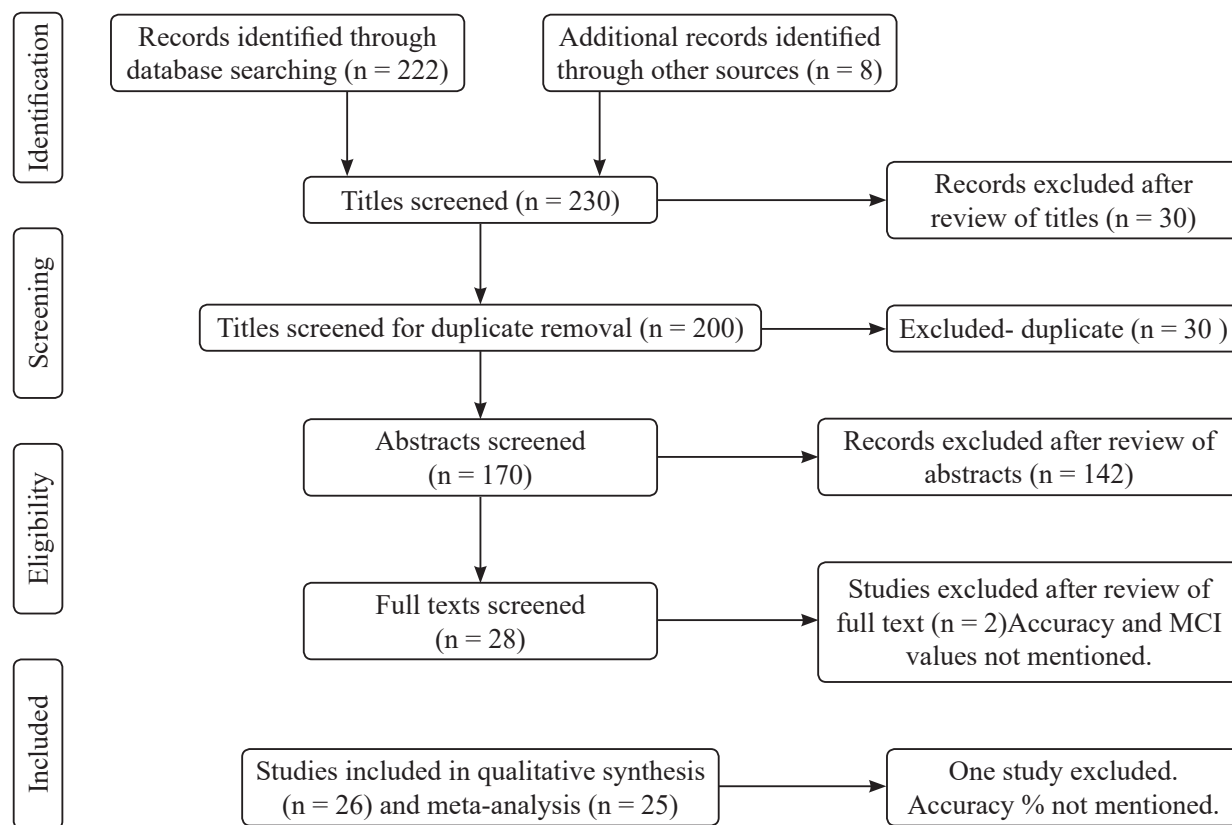 Identification
Records identified through
database searching (n = 222)
Additional records identified
through other sources (n = 8)
Titles screened (n = 230)
Records excluded after
review of titles (n = 30)
Screening
Titles screened for duplicate removal (n = 200)
Excluded- duplicate (n = 30 )
Abstracts screened
(n = 170)
Records excluded after review of
abstracts (n = 142)
Eligibility
Full texts screened
(n = 28)
Studies excluded after review of
full text (n = 2)Accuracy and MCI
values not mentioned.
Included
Studies included in qualitative synthesis
(n = 26) and meta-analysis (n = 25)
One study excluded.
Accuracy % not mentioned.